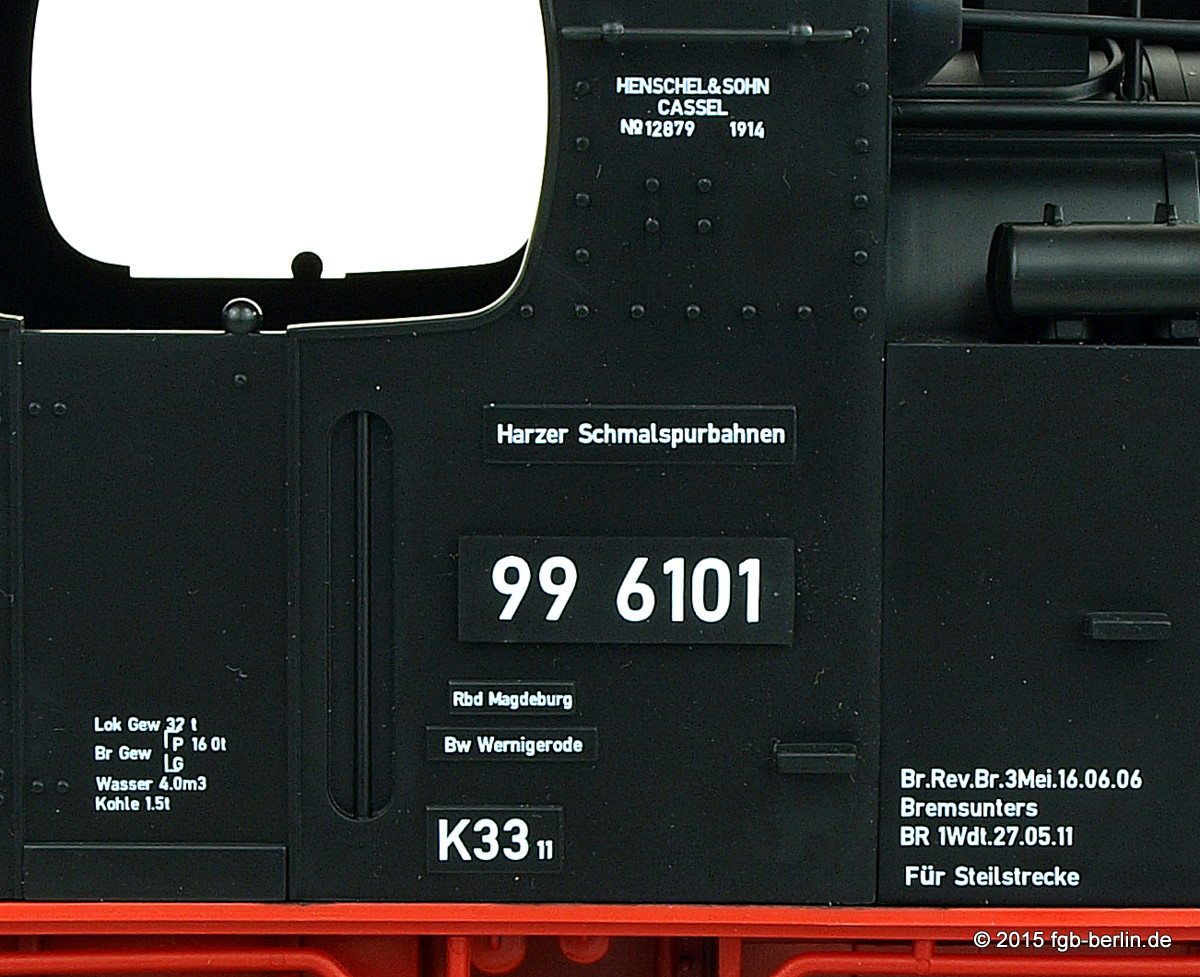 HENSCHEL&SOHN
CASSEL
№ 12879 1914
Harzer Schmalspurbahnen
99 6101
Rbd Magdeburg
Bw Wernigerode
K33 11
Lok Gew 32 t
Br Gew P 16 0t
G
Wasser 4.0m3
Kohle 1.5t
Br.Rev.Br.3Mei.16.06.06
Bremsunters
BR 1Wdt.27.05.11
Für Steilstrecke
© 2015 fgb-berlin.de